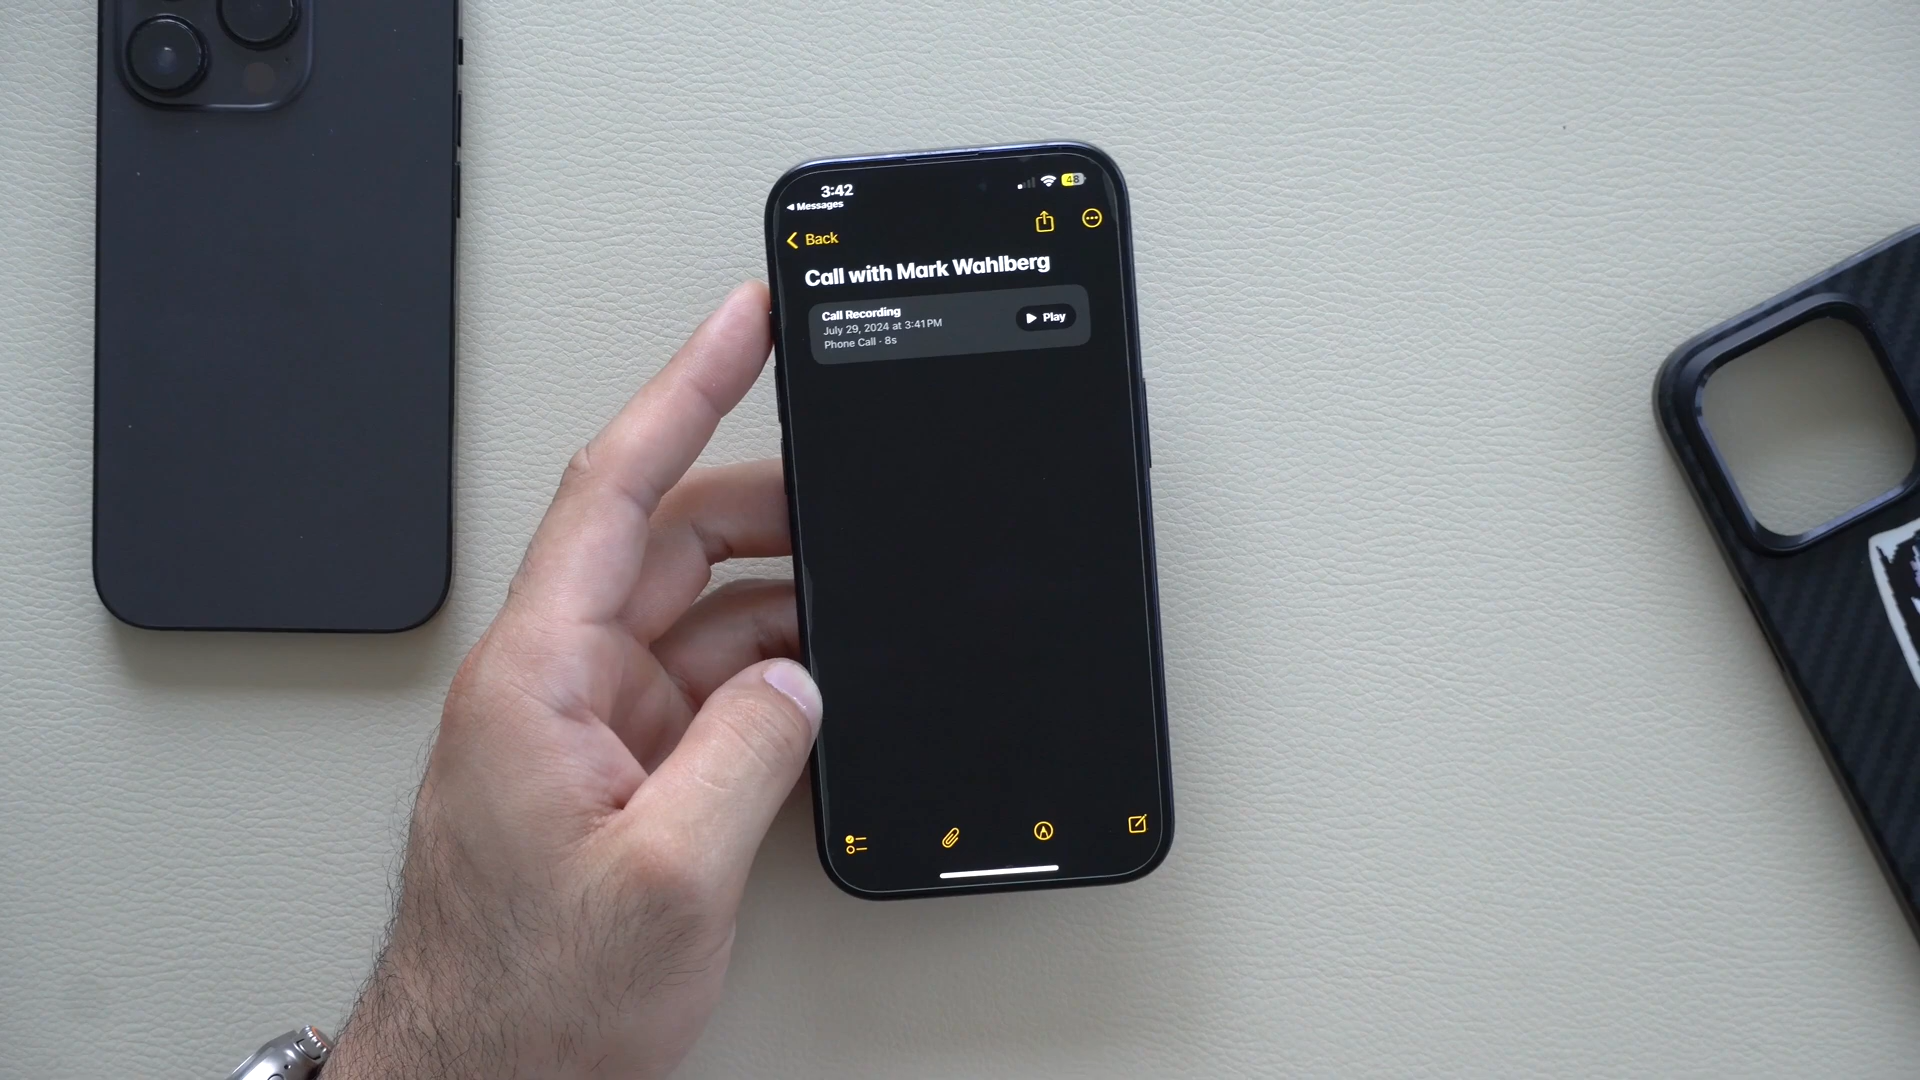 3:42
48
Messages
Back
Call with Mark Wahlberg
Call Recording
July 29, 2024 at 3:41 PM
Phone Call · 8s
Play